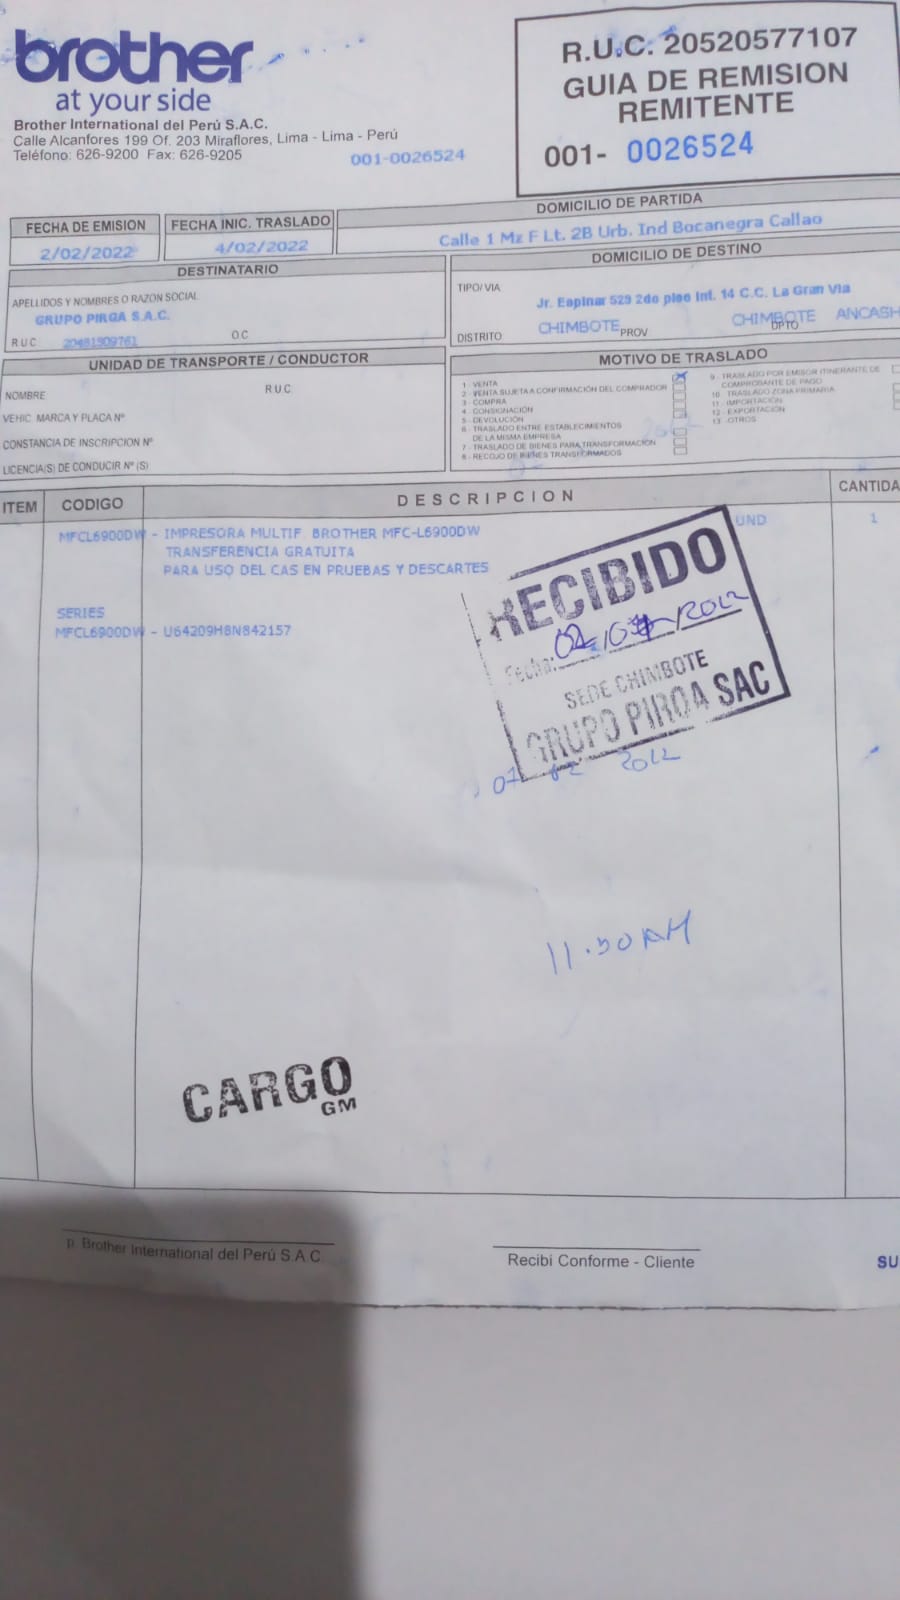 brother
at your side
Brother International del Perú S.A.C.
Calle Alcanfores 199 Of. 203 Miraflores, Lima - Lima - Perú
Teléfono: 626-9200 Fax: 626-9205
001-0026524
R.U.C. 20520577107
GUIA DE REMISION
REMITENTE
001- 0026524
FECHA DE EMISION
2/02/2022
FECHA INIC. TRASLADO
4/02/2022
DOMICILIO DE PARTIDA
Calle 1 Mz F Lt. 2B Urb. Ind Bocanegra Callao
DESTINATARIO
APELLIDOS Y NOMBRES O RAZON SOCIAL
GRUPO PIRGA S.A.C.
R U C 20481909761
O C
DOMICILIO DE DESTINO
TIPO/VIA
Jr. Espinar 529 2do piso Int. 14 C.C. La Gran Via
DISTRITO CHIMBOTE PROV CHIMBOTE DPTO ANCASH
UNIDAD DE TRANSPORTE / CONDUCTOR
NOMBRE R.U.C.
VEHIC. MARCA Y PLACA Nº
CONSTANCIA DE INSCRIPCION Nº
LICENCIA(S) DE CONDUCIR Nº (S)
MOTIVO DE TRASLADO
1 - VENTA
2 - VENTA SUJETA A CONFIRMACIÓN DEL COMPRADOR
3 - COMPRA
4 - CONSIGNACIÓN
5 - DEVOLUCIÓN
6 - TRASLADO ENTRE ESTABLECIMIENTOS
DE LA MISMA EMPRESA
7 - TRASLADO DE BIENES PARA TRANSFORMACIÓN
8 - RECOJO DE BIENES TRANSFORMADOS
9 - TRASLADO POR EMISOR ITINERANTE DE
COMPROBANTE DE PAGO
10 - TRASLADO ZONA PRIMARIA
11 - IMPORTACIÓN
12 - EXPORTACIÓN
13 - OTROS
ITEM CODIGO DESCRIPCION CANTIDA
MFCL6900DW - IMPRESORA MULTIF. BROTHER MFC-L6900DW UND 1
TRANSFERENCIA GRATUITA
PARA USO DEL CAS EN PRUEBAS Y DESCARTES
SERIES
MFCL6900DW - U64209H8N842157
RECIBIDO
Fecha:
SEDE CHIMBOTE
GRUPO PIRGA SAC
07 02 2022
11:30 AM
CARGO
GM
p. Brother International del Perú S.A.C.
Recibi Conforme - Cliente
SU